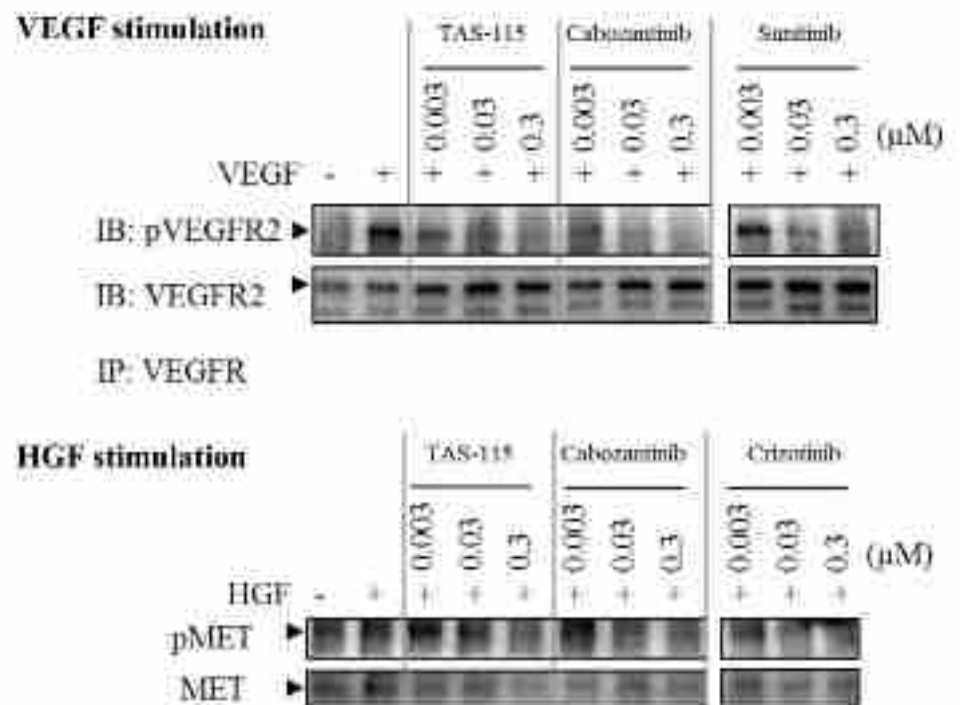 VEGF stimulation
TAS-115 Cabozantinib Sunitinib
0.003 0.03 0.3 0.003 0.03 0.3 0.003 0.03 0.3 (µM)
VEGF - + + + + + + + + + +
IB: pVEGFR2
IB: VEGFR2
IP: VEGFR
HGF stimulation
TAS-115 Cabozantinib Crizotinib
0.003 0.03 0.3 0.003 0.03 0.3 0.003 0.03 0.3 (µM)
HGF - + + + + + + + + + +
pMET
MET